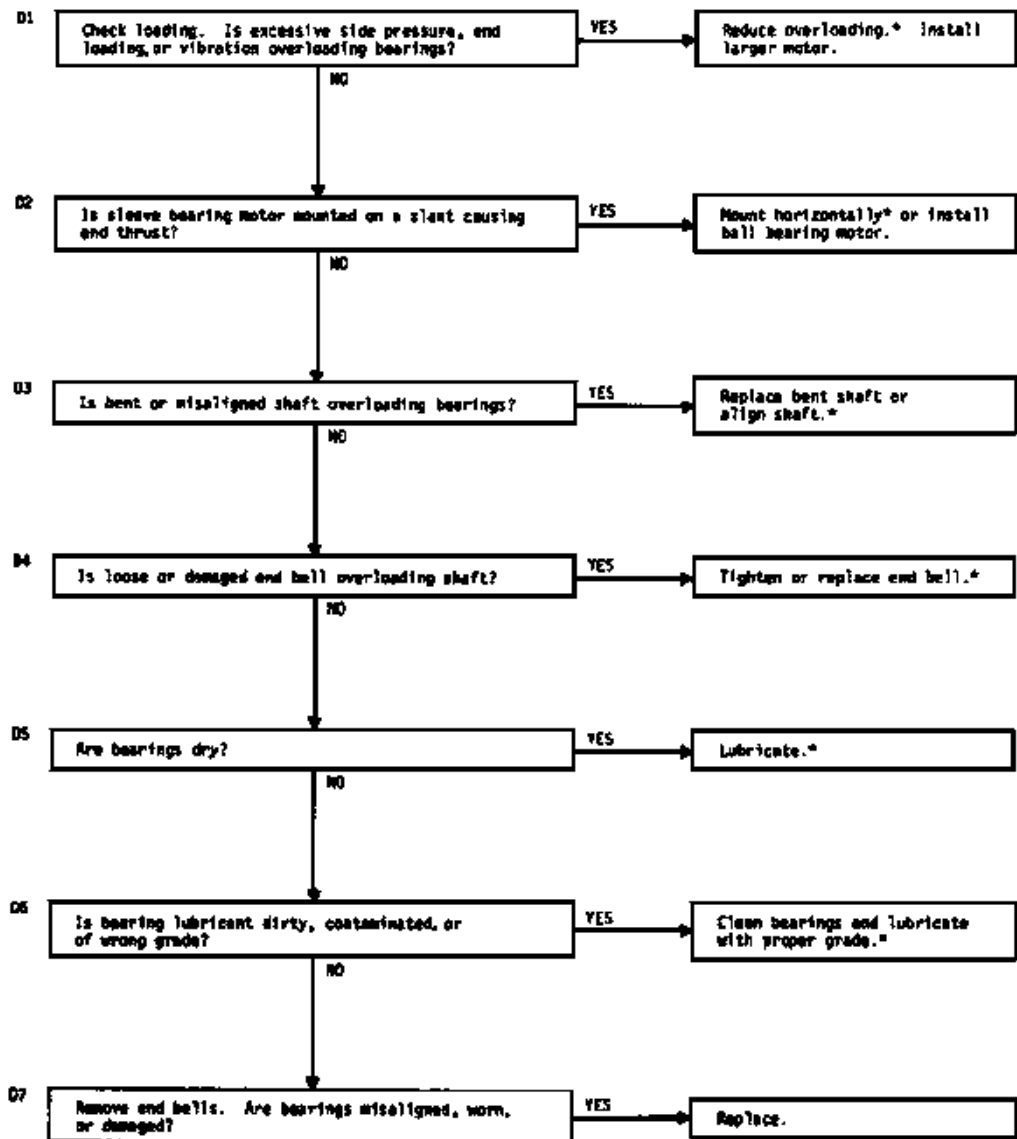 D1
Check loading. Is excessive side pressure, end
loading, or vibration overloading bearings?
YES
Reduce overloading.* Install
larger motor.
NO
D2
Is sleeve bearing motor mounted on a slant causing
end thrust?
YES
Mount horizontally* or install
ball bearing motor.
NO
D3
Is bent or misaligned shaft overloading bearings?
YES
Replace bent shaft or
align shaft.*
NO
D4
Is loose or damaged end bell overloading shaft?
YES
Tighten or replace end bell.*
NO
D5
Are bearings dry?
YES
Lubricate.*
NO
D6
Is bearing lubricant dirty, contaminated, or
of wrong grade?
YES
Clean bearings and lubricate
with proper grade.*
NO
D7
Remove end bells. Are bearings misaligned, worn,
or damaged?
YES
Replace.